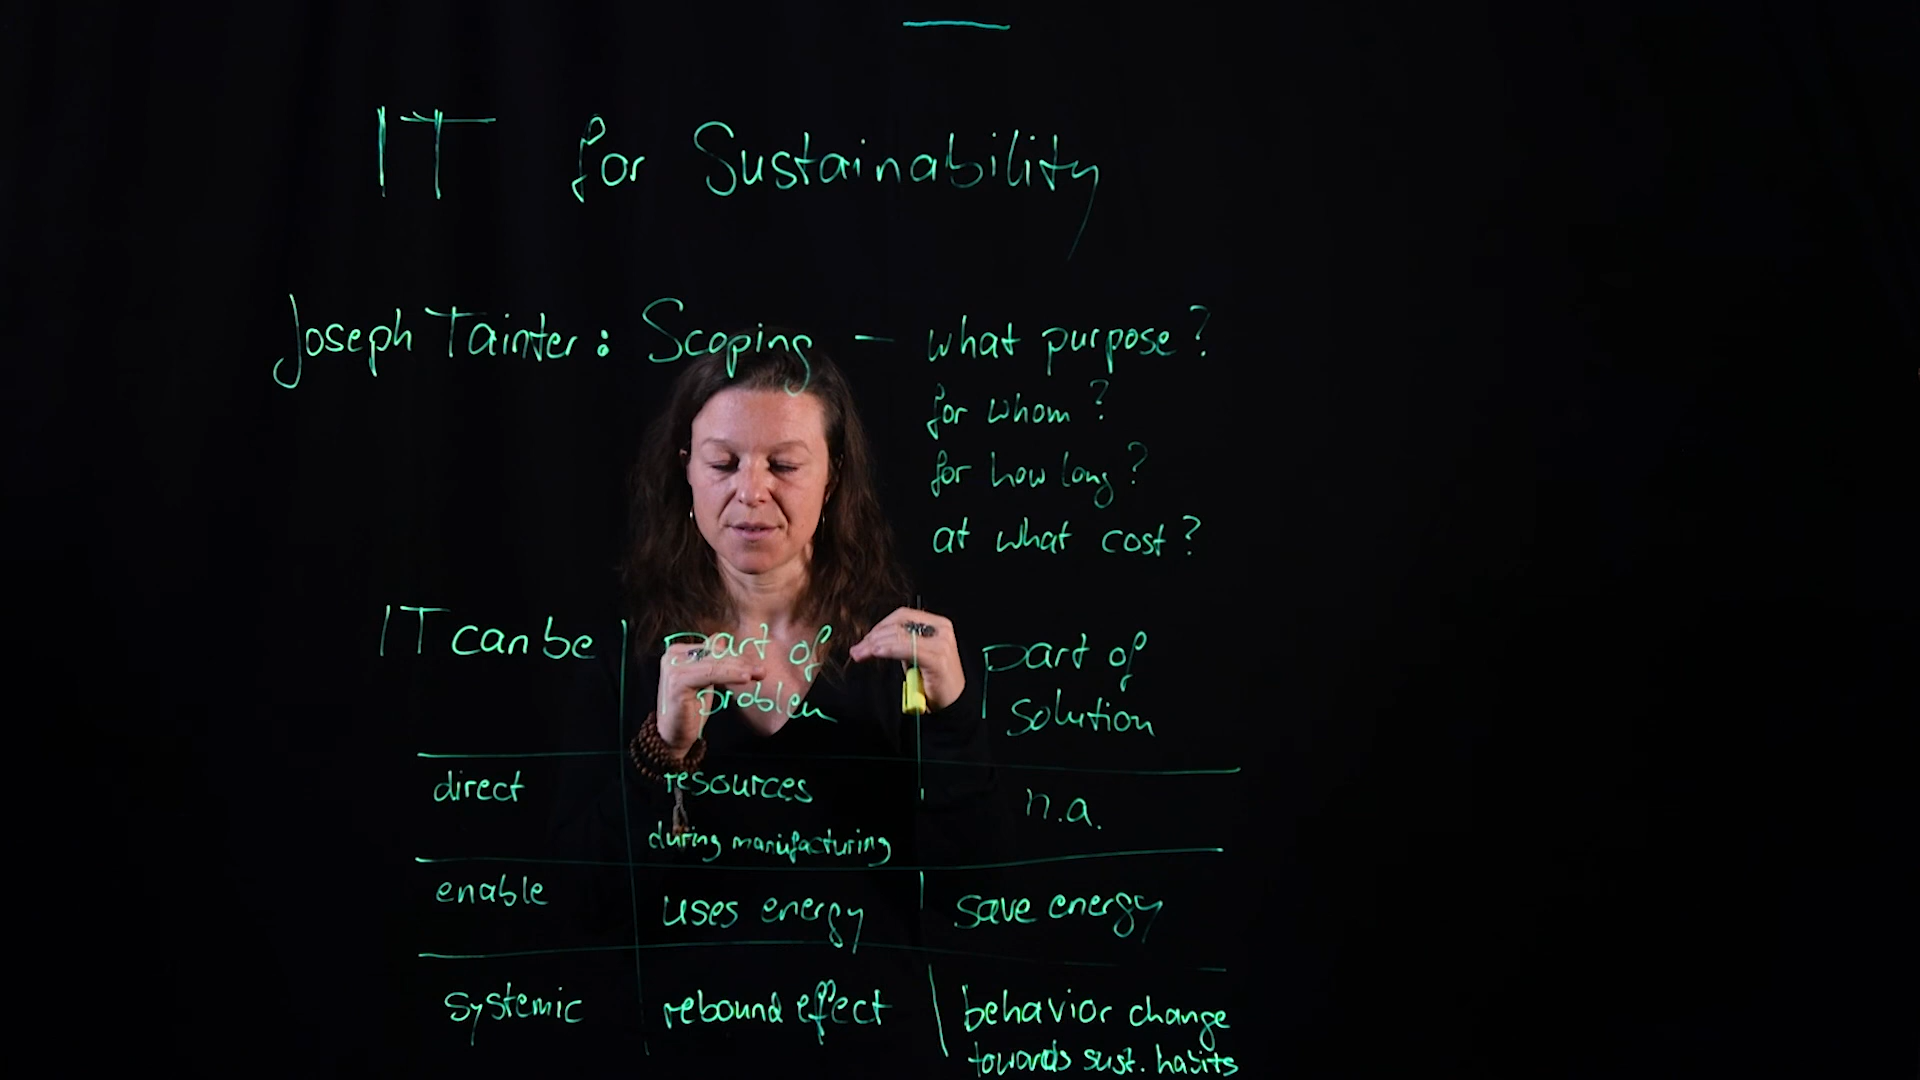 IT for Sustainability
Joseph Tainter: Scoping – what purpose?
for whom?
for how long?
at what cost?
IT can be
part of
problem
part of
solution
direct
resources
during manufacturing
n.a.
enable
uses energy
save energy
systemic
rebound effect
behavior change
towards sust. habits